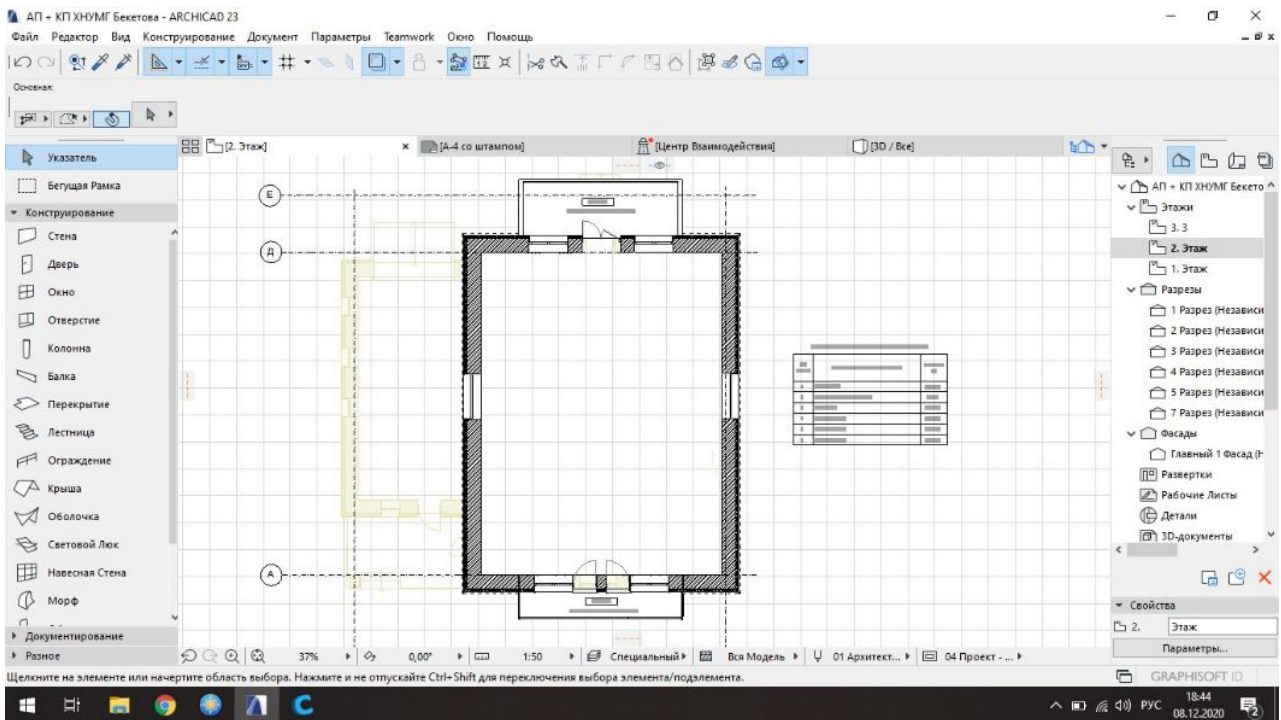 АП + КП ХНУМГ Бекетова - ARCHICAD 23
Файл Редактор Вид Конструирование Документ Параметры Teamwork Окно Помощь
Основная:
[2. Этаж]
[А-4 со штампом]
[Центр Взаимодействия]
[3D / Все]
Указатель
Бегущая Рамка
Конструирование
Стена
Дверь
Окно
Отверстие
Колонна
Балка
Перекрытие
Лестница
Ограждение
Крыша
Оболочка
Световой Люк
Навесная Стена
Морф
Документирование
Разное
Е
Д
А
АП + КП ХНУМГ Бекето
Этажи
3. 3
2. Этаж
1. Этаж
Разрезы
1 Разрез (Независи
2 Разрез (Независи
3 Разрез (Независи
4 Разрез (Независи
5 Разрез (Независи
7 Разрез (Независи
Фасады
Главный 1 Фасад (Н
Развертки
Рабочие Листы
Детали
3D-документы
Свойства
2. Этаж
Параметры...
37% 0,00° 1:50 Специальный Вся Модель 01 Архитект... 04 Проект - ...
Щелкните на элементе или начертите область выбора. Нажмите и не отпускайте Ctrl+Shift для переключения выбора элемента/подэлемента.
GRAPHISOFT ID
РУС
18:44
08.12.2020